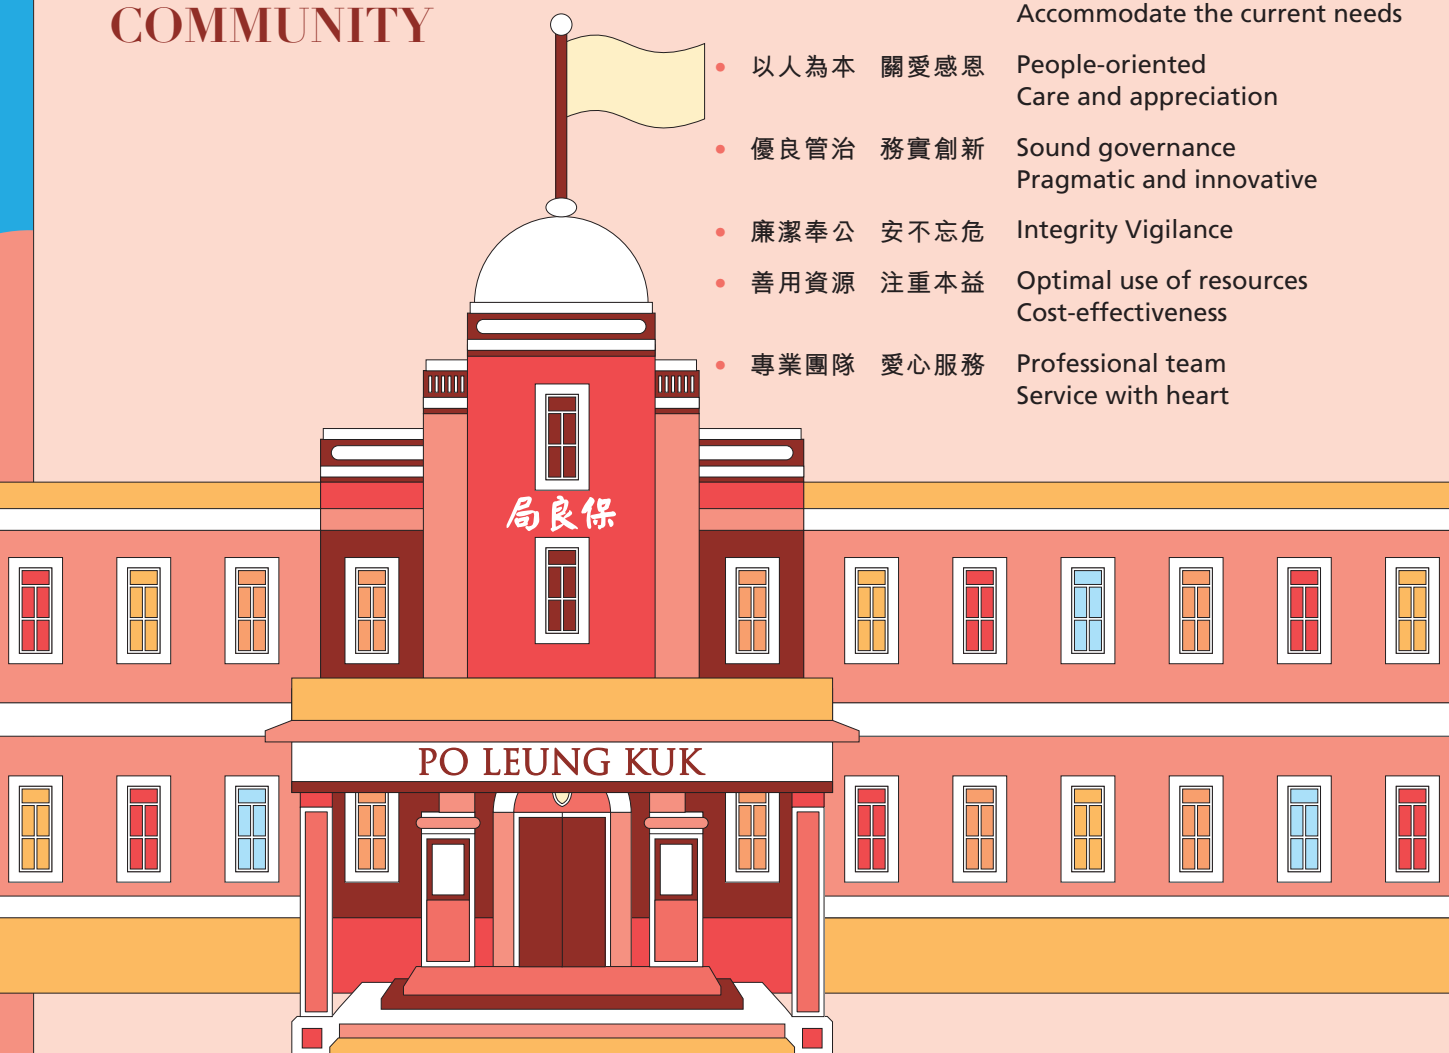 COMMUNITY
Accommodate the current needs
• 以人為本 關愛感恩 People-oriented
Care and appreciation
• 優良管治 務實創新 Sound governance
Pragmatic and innovative
• 廉潔奉公 安不忘危 Integrity Vigilance
• 善用資源 注重本益 Optimal use of resources
Cost-effectiveness
• 專業團隊 愛心服務 Professional team
Service with heart
局良保
PO LEUNG KUK